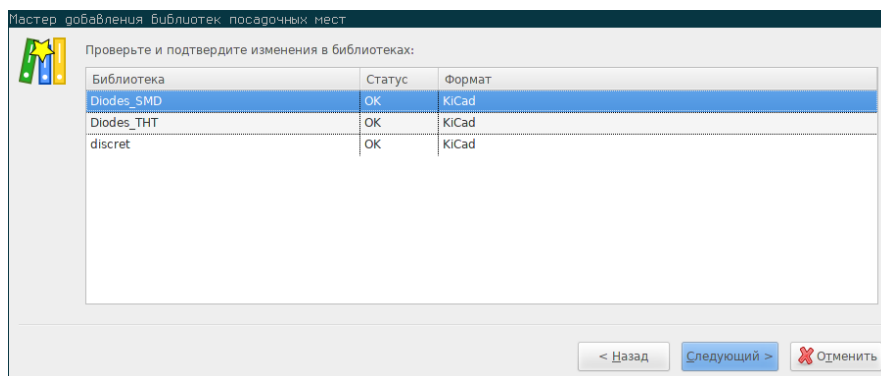 Мастер добавления библиотек посадочных мест
Проверьте и подтвердите изменения в библиотеках:
Библиотека Статус Формат
Diodes_SMD OK KiCad
Diodes_THT OK KiCad
discret OK KiCad
< Назад Следующий > Отменить